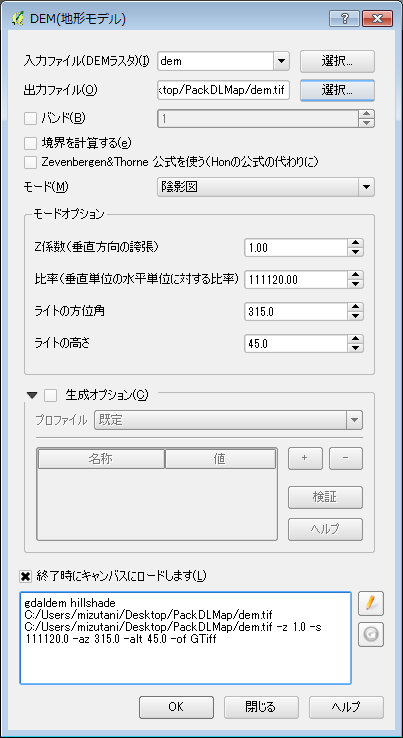 DEM(地形モデル)
入力ファイル(DEMラスタ)(I) dem 選択...
出力ファイル(O) ktop/PackDLMap/dem.tif 選択...
バンド(B) 1
境界を計算する(e)
Zevenbergen&Thorne 公式を使う(Honの公式の代わりに)
モード(M) 陰影図
モードオプション
Z係数(垂直方向の誇張) 1.00
比率(垂直単位の水平単位に対する比率) 111120.00
ライトの方位角 315.0
ライトの高さ 45.0
生成オプション(C)
プロファイル 既定
名称 値 + -
検証
ヘルプ
終了時にキャンバスにロードします(L)
gdaldem hillshade
C:/Users/mizutani/Desktop/PackDLMap/dem.tif
C:/Users/mizutani/Desktop/PackDLMap/dem.tif -z 1.0 -s
111120.0 -az 315.0 -alt 45.0 -of GTiff
OK 閉じる ヘルプ